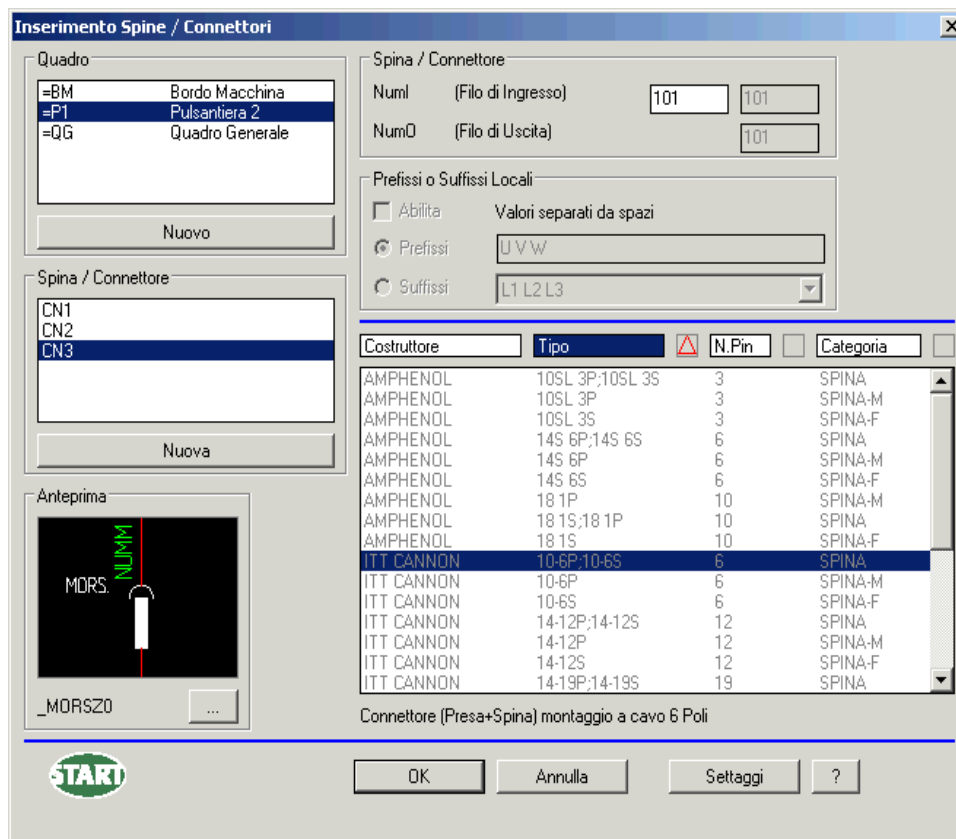 Inserimento Spine / Connettori
Quadro
=BM Bordo Macchina
=P1 Pulsantiera 2
=QG Quadro Generale
Nuovo
Spina / Connettore
CN1
CN2
CN3
Nuova
Anteprima
NUMM
MORS.
_MORSZ0
...
Spina / Connettore
NumI (Filo di Ingresso) 101 101
NumO (Filo di Uscita) 101
Prefissi o Suffissi Locali
Abilita Valori separati da spazi
Prefissi U V W
Suffissi L1 L2 L3
Costruttore Tipo N.Pin Categoria
AMPHENOL 10SL 3P;10SL 3S 3 SPINA
AMPHENOL 10SL 3P 3 SPINA-M
AMPHENOL 10SL 3S 3 SPINA-F
AMPHENOL 14S 6P;14S 6S 6 SPINA
AMPHENOL 14S 6P 6 SPINA-M
AMPHENOL 14S 6S 6 SPINA-F
AMPHENOL 18 1P 10 SPINA-M
AMPHENOL 18 1S;18 1P 10 SPINA
AMPHENOL 18 1S 10 SPINA-F
ITT CANNON 10-6P;10-6S 6 SPINA
ITT CANNON 10-6P 6 SPINA-M
ITT CANNON 10-6S 6 SPINA-F
ITT CANNON 14-12P;14-12S 12 SPINA
ITT CANNON 14-12P 12 SPINA-M
ITT CANNON 14-12S 12 SPINA-F
ITT CANNON 14-19P;14-19S 19 SPINA
Connettore (Presa+Spina) montaggio a cavo 6 Poli
START
OK Annulla Settaggi ?